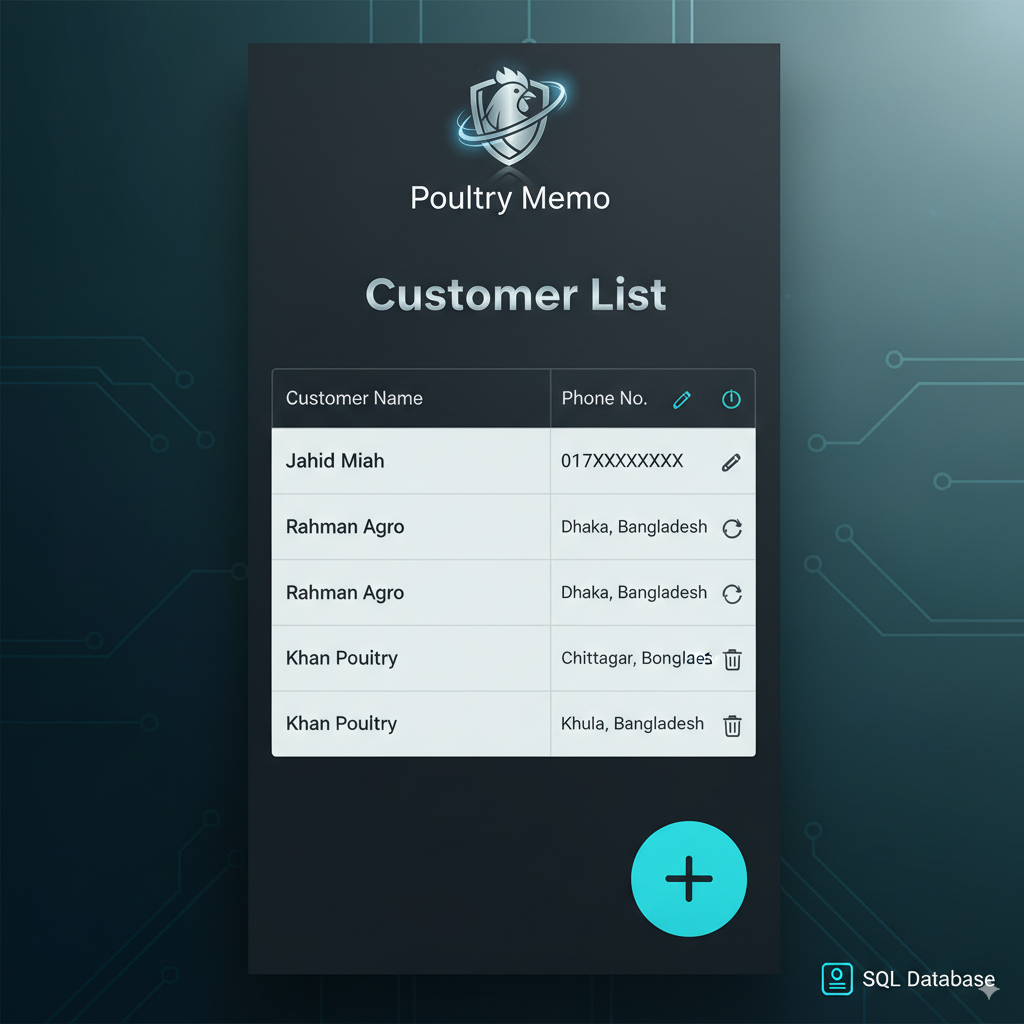 Poultry Memo
Customer List
Customer Name Phone No.
Jahid Miah 017XXXXXXXX
Rahman Agro Dhaka, Bangladesh
Rahman Agro Dhaka, Bangladesh
Khan Pouitry Chittagar,
Khan Poultry Khula, Bangladesh
SQL Database